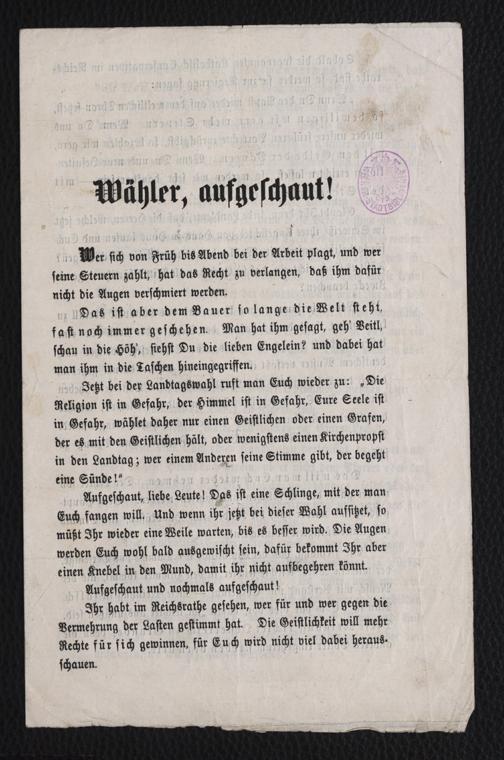 Wähler, aufgeschaut!
Wer sich von Früh bis Abend bei der Arbeit plagt, und wer
seine Steuern zahlt, hat das Recht zu verlangen, daß ihm dafür
nicht die Augen verschmiert werden.
Das ist aber dem Bauer so lange die Welt steht,
fast noch immer geschehen. Man hat ihm gesagt, geh' Veitl,
schau in die Höh', siehst Du die lieben Engelein? und dabei hat
man ihm in die Taschen hineingegriffen.
Jetzt bei der Landtagswahl ruft man Euch wieder zu: „Die
Religion ist in Gefahr, der Himmel ist in Gefahr, Eure Seele ist
in Gefahr, wählet daher nur einen Geistlichen oder einen Grafen,
der es mit den Geistlichen hält, oder wenigstens einen Kirchenpropst
in den Landtag; wer einem Anderen seine Stimme gibt, der begeht
eine Sünde!“
Aufgeschaut, liebe Leute! Das ist eine Schlinge, mit der man
Euch fangen will. Und wenn ihr jetzt bei dieser Wahl aufsitzet, so
müßt Ihr wieder eine Weile warten, bis es besser wird. Die Augen
werden Euch wohl bald ausgewischt sein, dafür bekommt Ihr aber
einen Knebel in den Mund, damit ihr nicht aufbegehren könnt.
Aufgeschaut und nochmals aufgeschaut!
Ihr habt im Reichsrathe gesehen, wer für und wer gegen die
Vermehrung der Lasten gestimmt hat. Die Geistlichkeit will mehr
Rechte für sich gewinnen, für Euch wird nicht viel dabei heraus-
schauen.